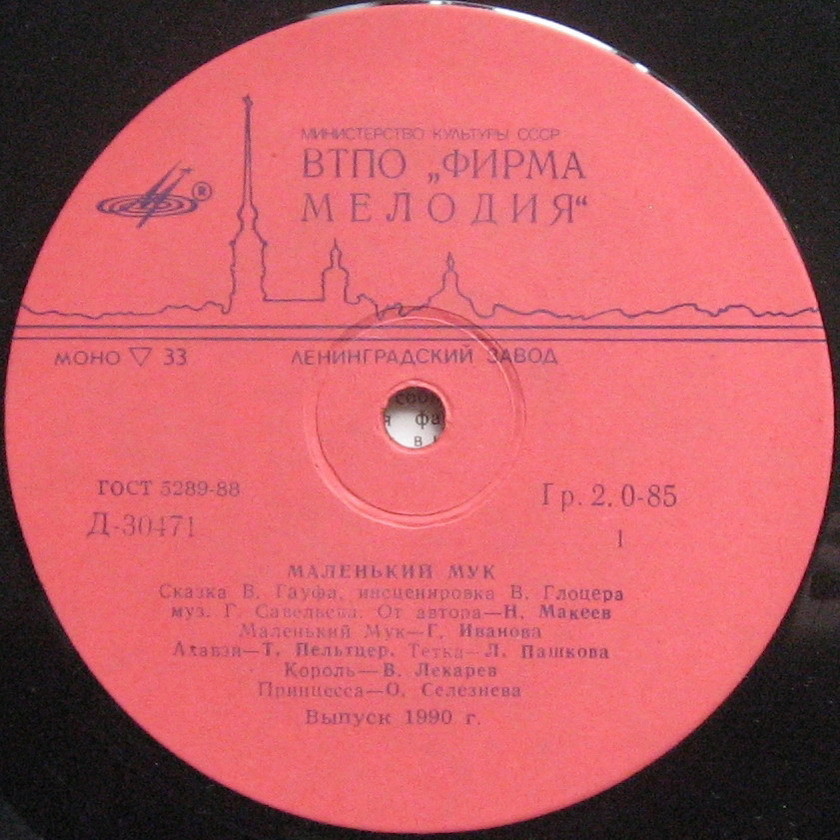 МИНИСТЕРСТВО КУЛЬТУРЫ СССР
ВТПО „ФИРМА
МЕЛОДИЯ“
®
МОНО ▽ 33
ЛЕНИНГРАДСКИЙ ЗАВОД
ГОСТ 5289-88
Гр. 2. 0-85
Д-30471
1
МАЛЕНЬКИЙ МУК
Сказка В. Гауфа, инсценировка В. Глоцера
муз. Г. Савельева. От автора—Н. Макеев
Маленький Мук—Г. Иванова
Ахавзи—Т. Пельтцер, Тетка—Л. Пашкова
Король—В. Лекарев
Принцесса—О. Селезнева
Выпуск 1990 г.